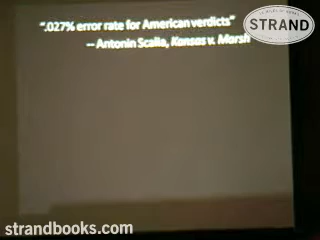 “.027% error rate for American verdicts”
-- Antonin Scalia, Kansas v. Marsh
STRAND
strandbooks.com